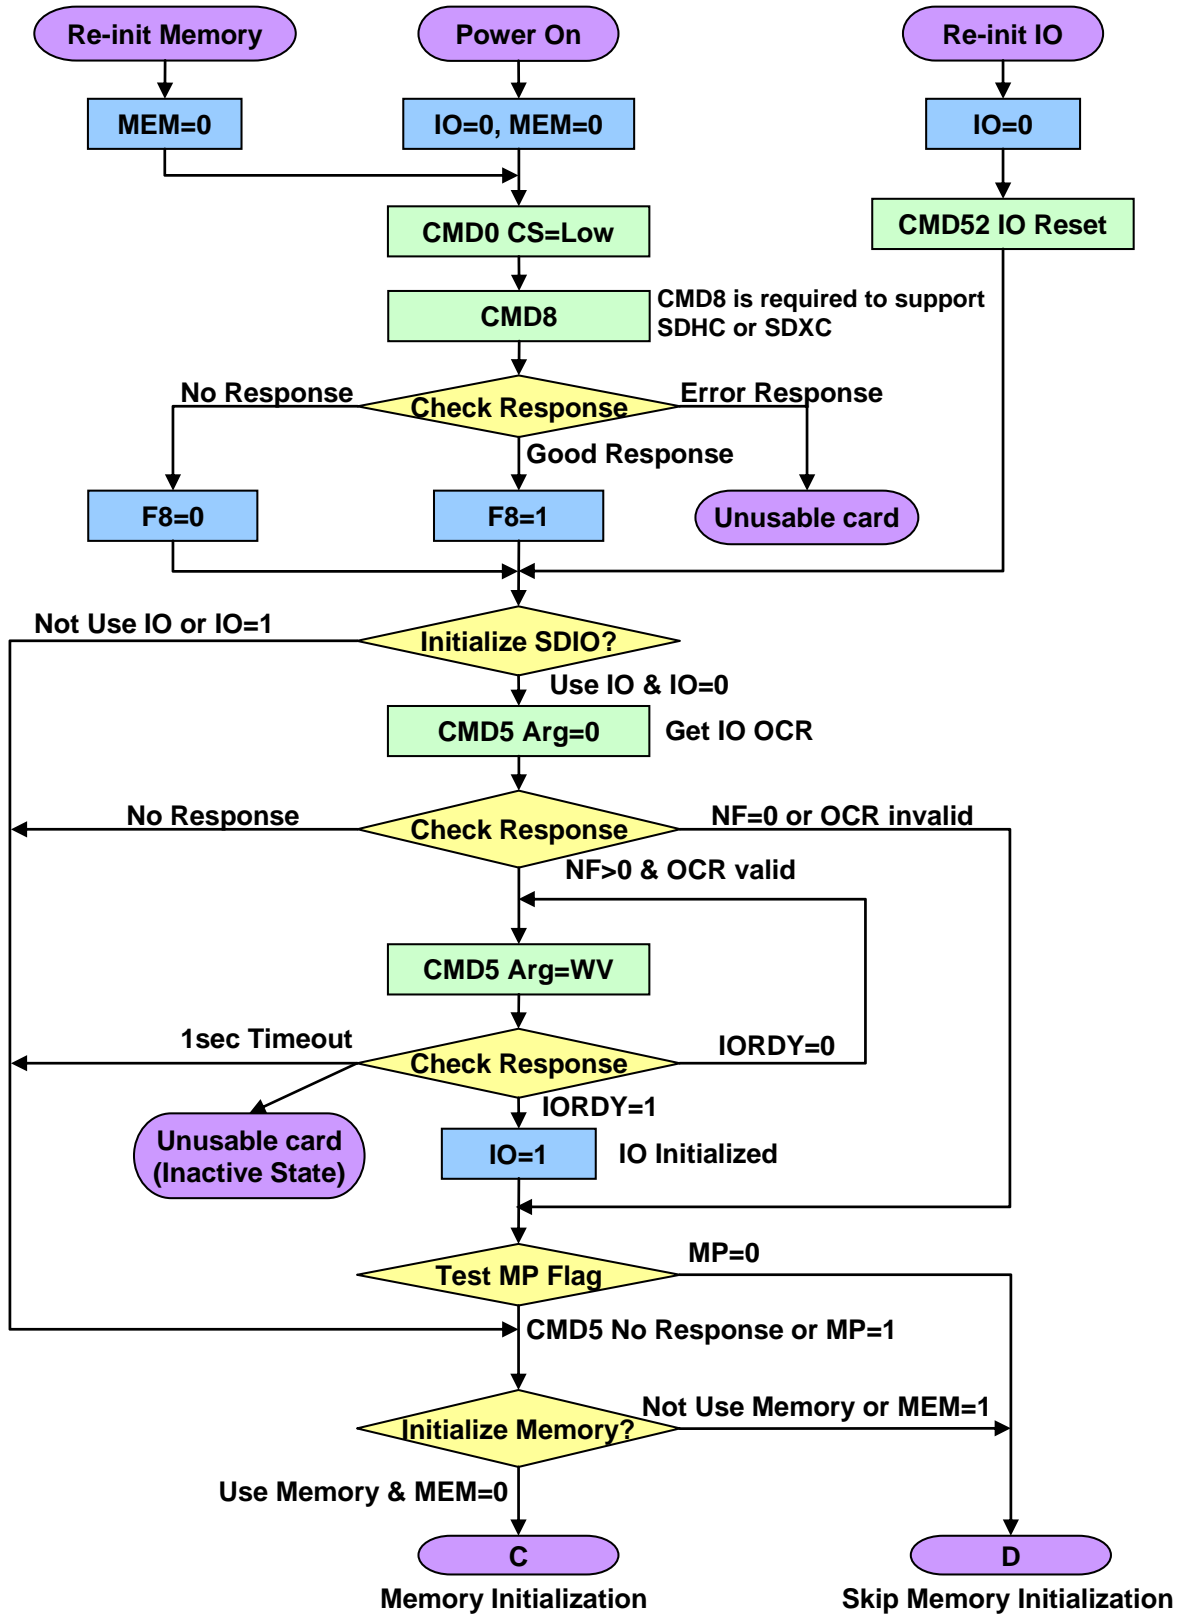 Re-init Memory
Power On
Re-init IO
MEM=0
IO=0, MEM=0
IO=0
CMD0 CS=Low
CMD52 IO Reset
CMD8
CMD8 is required to support
SDHC or SDXC
No Response
Check Response
Error Response
Good Response
F8=0
F8=1
Unusable card
Not Use IO or IO=1
Initialize SDIO?
Use IO & IO=0
CMD5 Arg=0
Get IO OCR
No Response
Check Response
NF=0 or OCR invalid
NF>0 & OCR valid
CMD5 Arg=WV
1sec Timeout
Check Response
IORDY=0
IORDY=1
Unusable card
(Inactive State)
IO=1
IO Initialized
MP=0
Test MP Flag
CMD5 No Response or MP=1
Not Use Memory or MEM=1
Initialize Memory?
Use Memory & MEM=0
C
D
Memory Initialization
Skip Memory Initialization